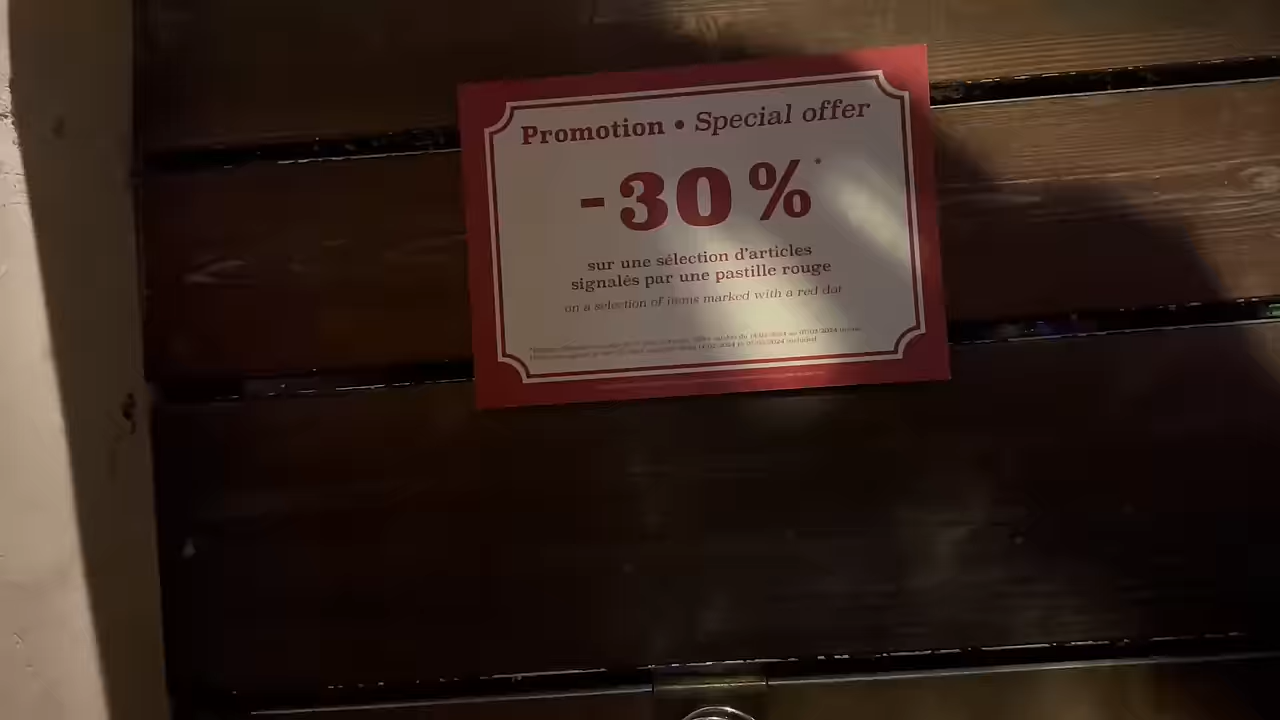 Promotion • Special offer
-30%*
sur une sélection d'articles
signalés par une pastille rouge
on a selection of items marked with a red dot